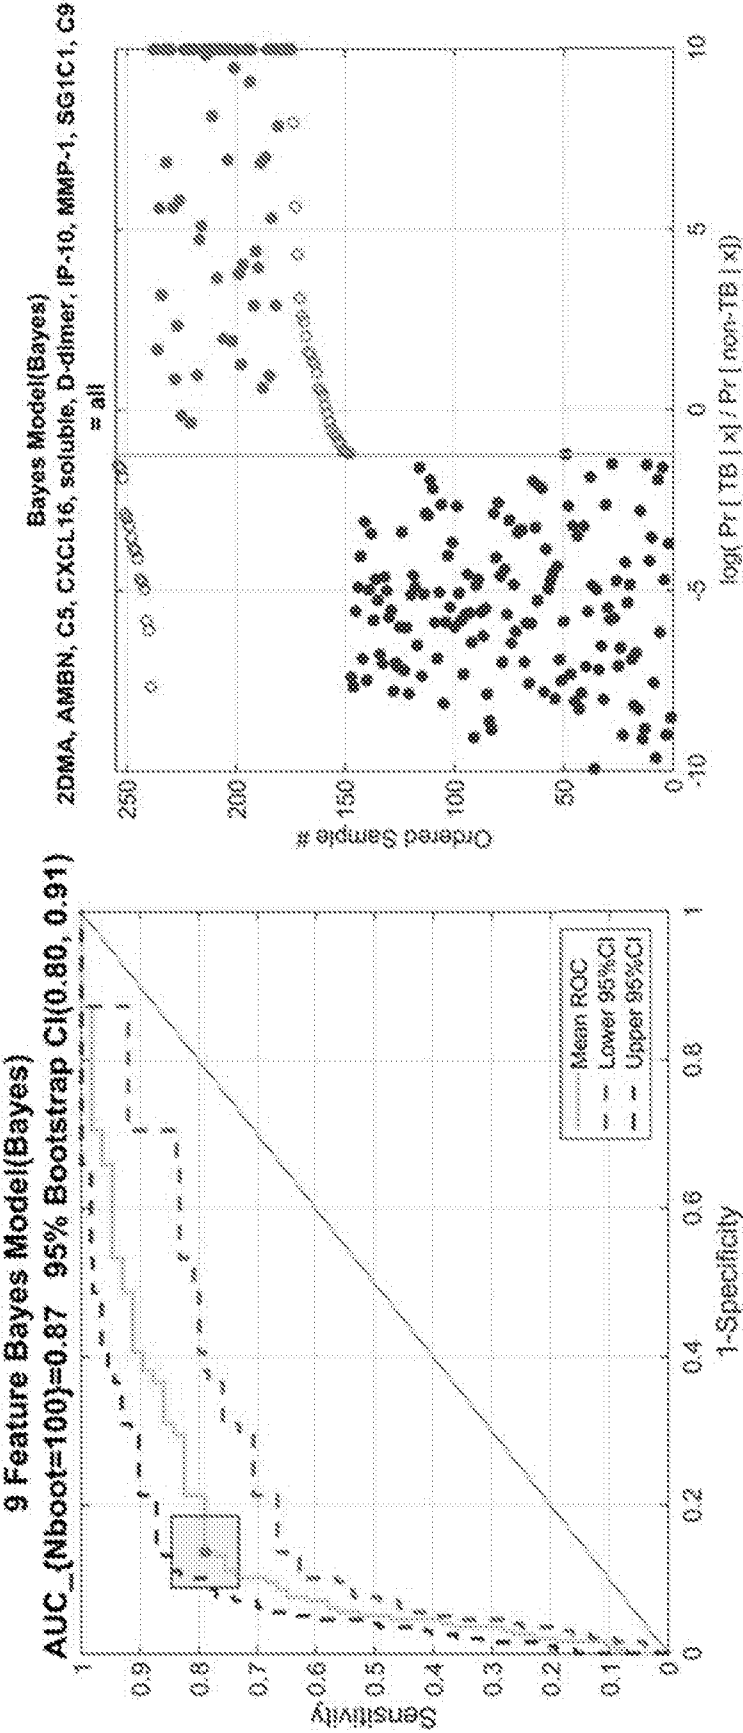 9 Feature Bayes Model(Bayes)
AUC_{Nboot=100}=0.87 95% Bootstrap CI(0.80, 0.91)
Sensitivity
1
0.9
0.8
0.7
0.6
0.5
0.4
0.3
0.2
0.1
0
0
0.2
0.4
0.6
0.8
1
1-Specificity
Mean ROC
Lower 95%CI
Upper 95%CI
Bayes Model(Bayes)
2DMA, AMBN, C5, CXCL16, soluble, D-dimer, IP-10, MMP-1, SG1C1, C9
= all
Ordered Sample #
250
200
150
100
50
0
-10
-5
0
5
10
log( Pr [ TB | x] / Pr [ non-TB | x])